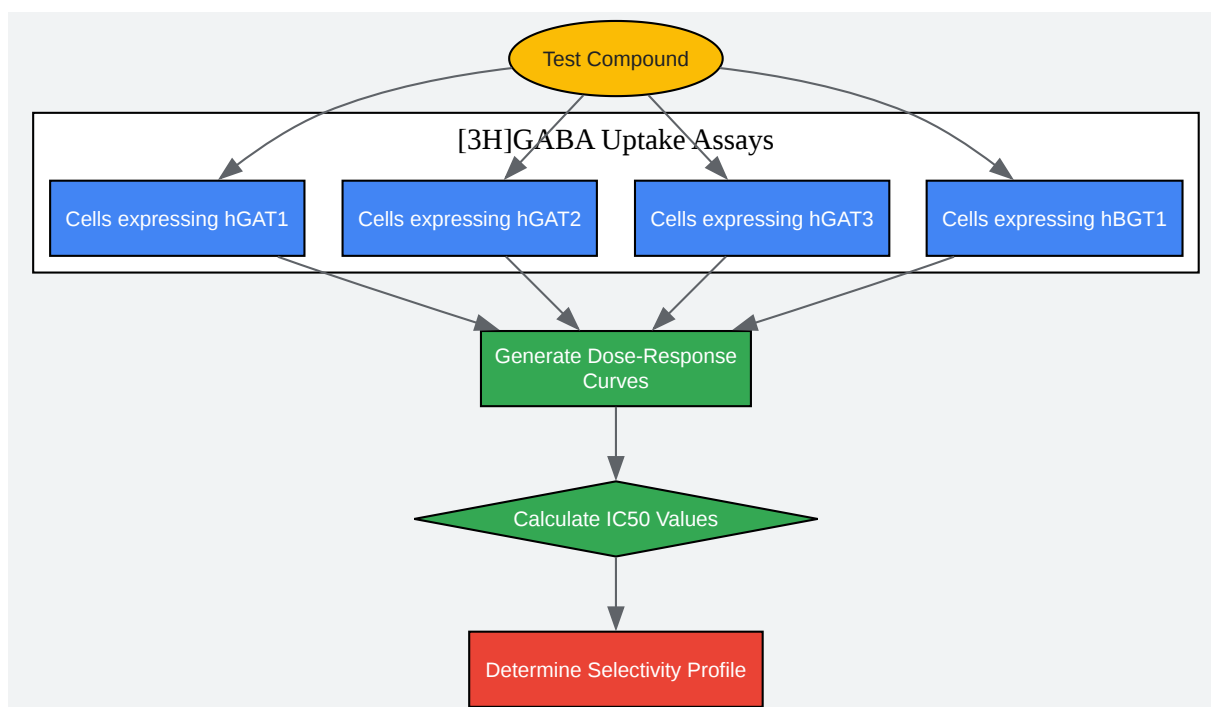 Test Compound
[3H]GABA Uptake Assays
Cells expressing hGAT1
Cells expressing hGAT2
Cells expressing hGAT3
Cells expressing hBGT1
Generate Dose-Response
Curves
Calculate IC50 Values
Determine Selectivity Profile